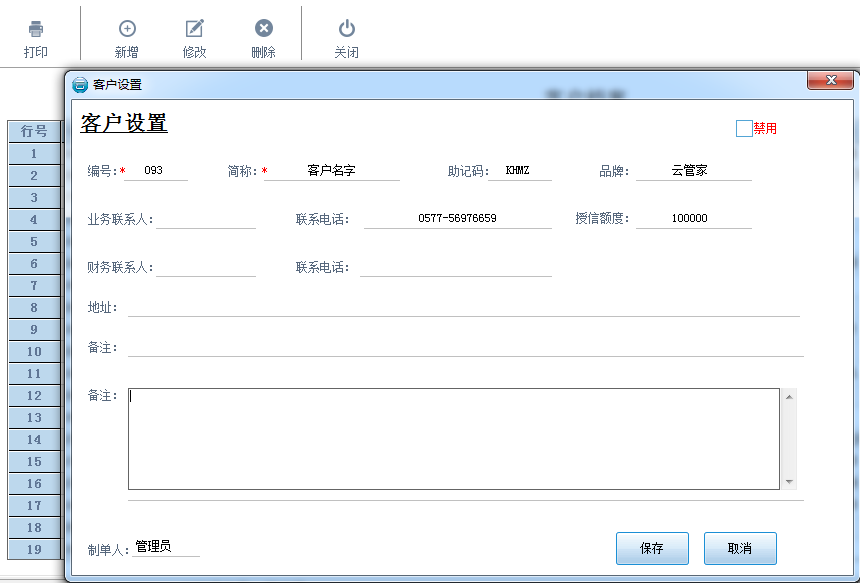 打印 新增 修改 删除 关闭
客户设置
客户设置
禁用
行号
1
2
3
4
5
6
7
8
9
10
11
12
13
14
15
16
17
18
19
编号:* 093 简称:* 客户名字 助记码: KHMZ 品牌: 云管家
业务联系人: 联系电话: 0577-56976659 授信额度: 100000
财务联系人: 联系电话:
地址:
备注:
备注:
制单人: 管理员 保存 取消